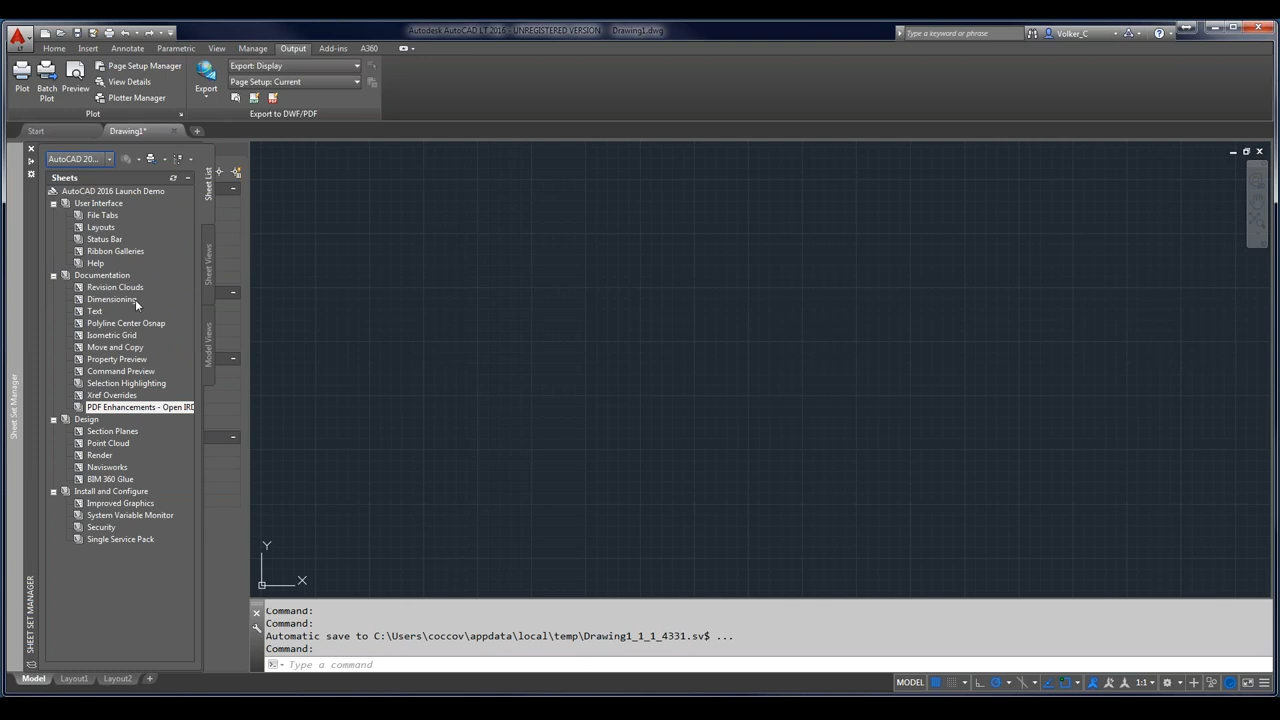 Autodesk AutoCAD LT 2016 - UNREGISTERED VERSION Drawing1.dwg
Type a keyword or phrase
Volker_C
LT
Home Insert Annotate Parametric View Manage Output Add-ins A360
Plot
Batch
Plot
Preview
Page Setup Manager
View Details
Plotter Manager
Plot
Export
Export: Display
Page Setup: Current
Export to DWF/PDF
Start
Drawing1*
AutoCAD 20...
Sheets
AutoCAD 2016 Launch Demo
User Interface
File Tabs
Layouts
Status Bar
Ribbon Galleries
Help
Documentation
Revision Clouds
Dimensioning
Text
Polyline Center Osnap
Isometric Grid
Move and Copy
Property Preview
Command Preview
Selection Highlighting
Xref Overrides
PDF Enhancements - Open IRD
Design
Section Planes
Point Cloud
Render
Navisworks
BIM 360 Glue
Install and Configure
Improved Graphics
System Variable Monitor
Security
Single Service Pack
Sheet List
Sheet Views
Model Views
Sheet Set Manager
SHEET SET MANAGER
Y
X
Command:
Command:
Automatic save to C:\Users\coccov\appdata\local\temp\Drawing1_1_1_4331.sv$ ...
Command:
Type a command
Model Layout1 Layout2
MODEL
1:1